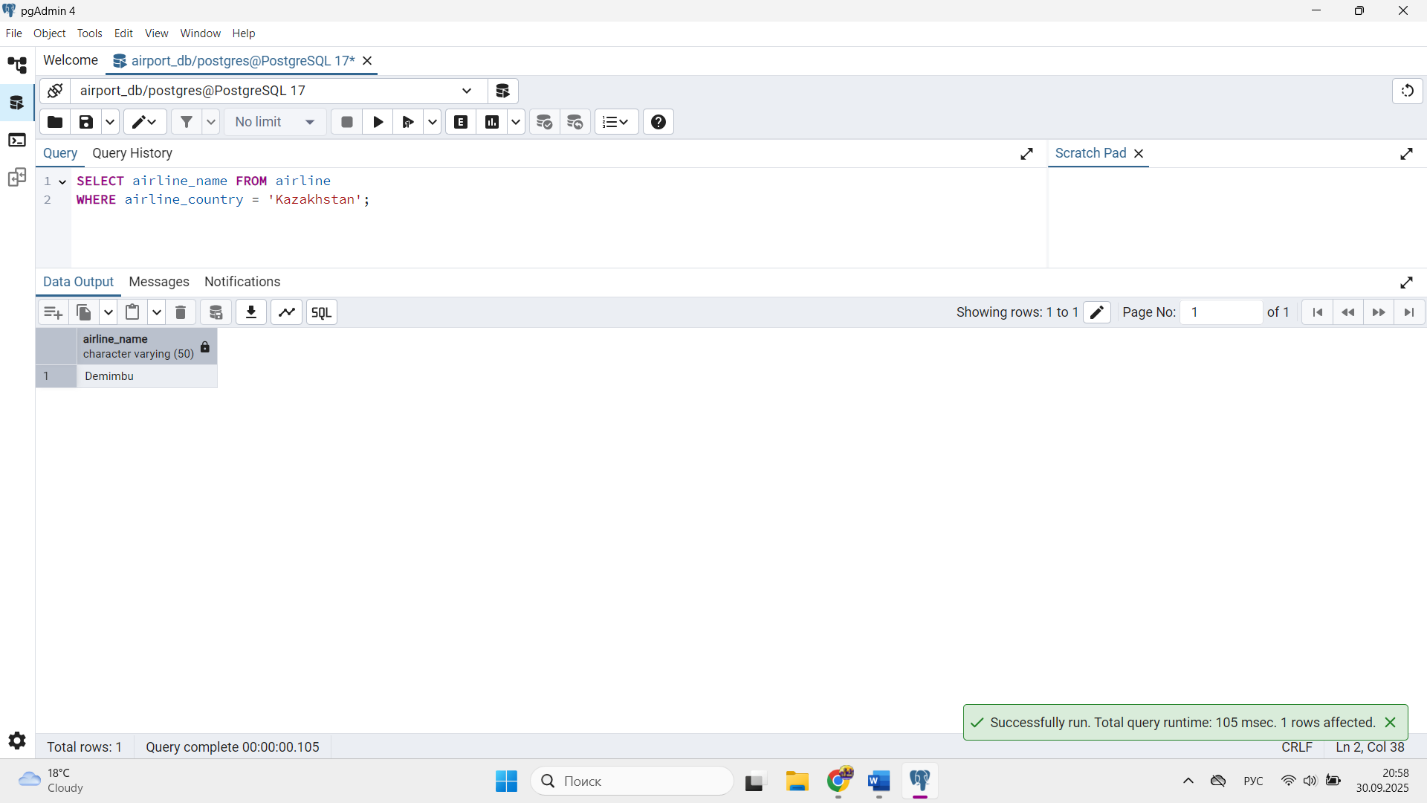 pgAdmin 4
File Object Tools Edit View Window Help
Welcome airport_db/postgres@PostgreSQL 17*
airport_db/postgres@PostgreSQL 17
No limit
E
Query Query History
Scratch Pad
1 SELECT airline_name FROM airline
2 WHERE airline_country = 'Kazakhstan';
Data Output Messages Notifications
SQL
Showing rows: 1 to 1
Page No: 1 of 1
airline_name
character varying (50)
1 Demimbu
Successfully run. Total query runtime: 105 msec. 1 rows affected.
Total rows: 1 Query complete 00:00:00.105
CRLF Ln 2, Col 38
18°C
Cloudy
Поиск
РУС
20:58
30.09.2025